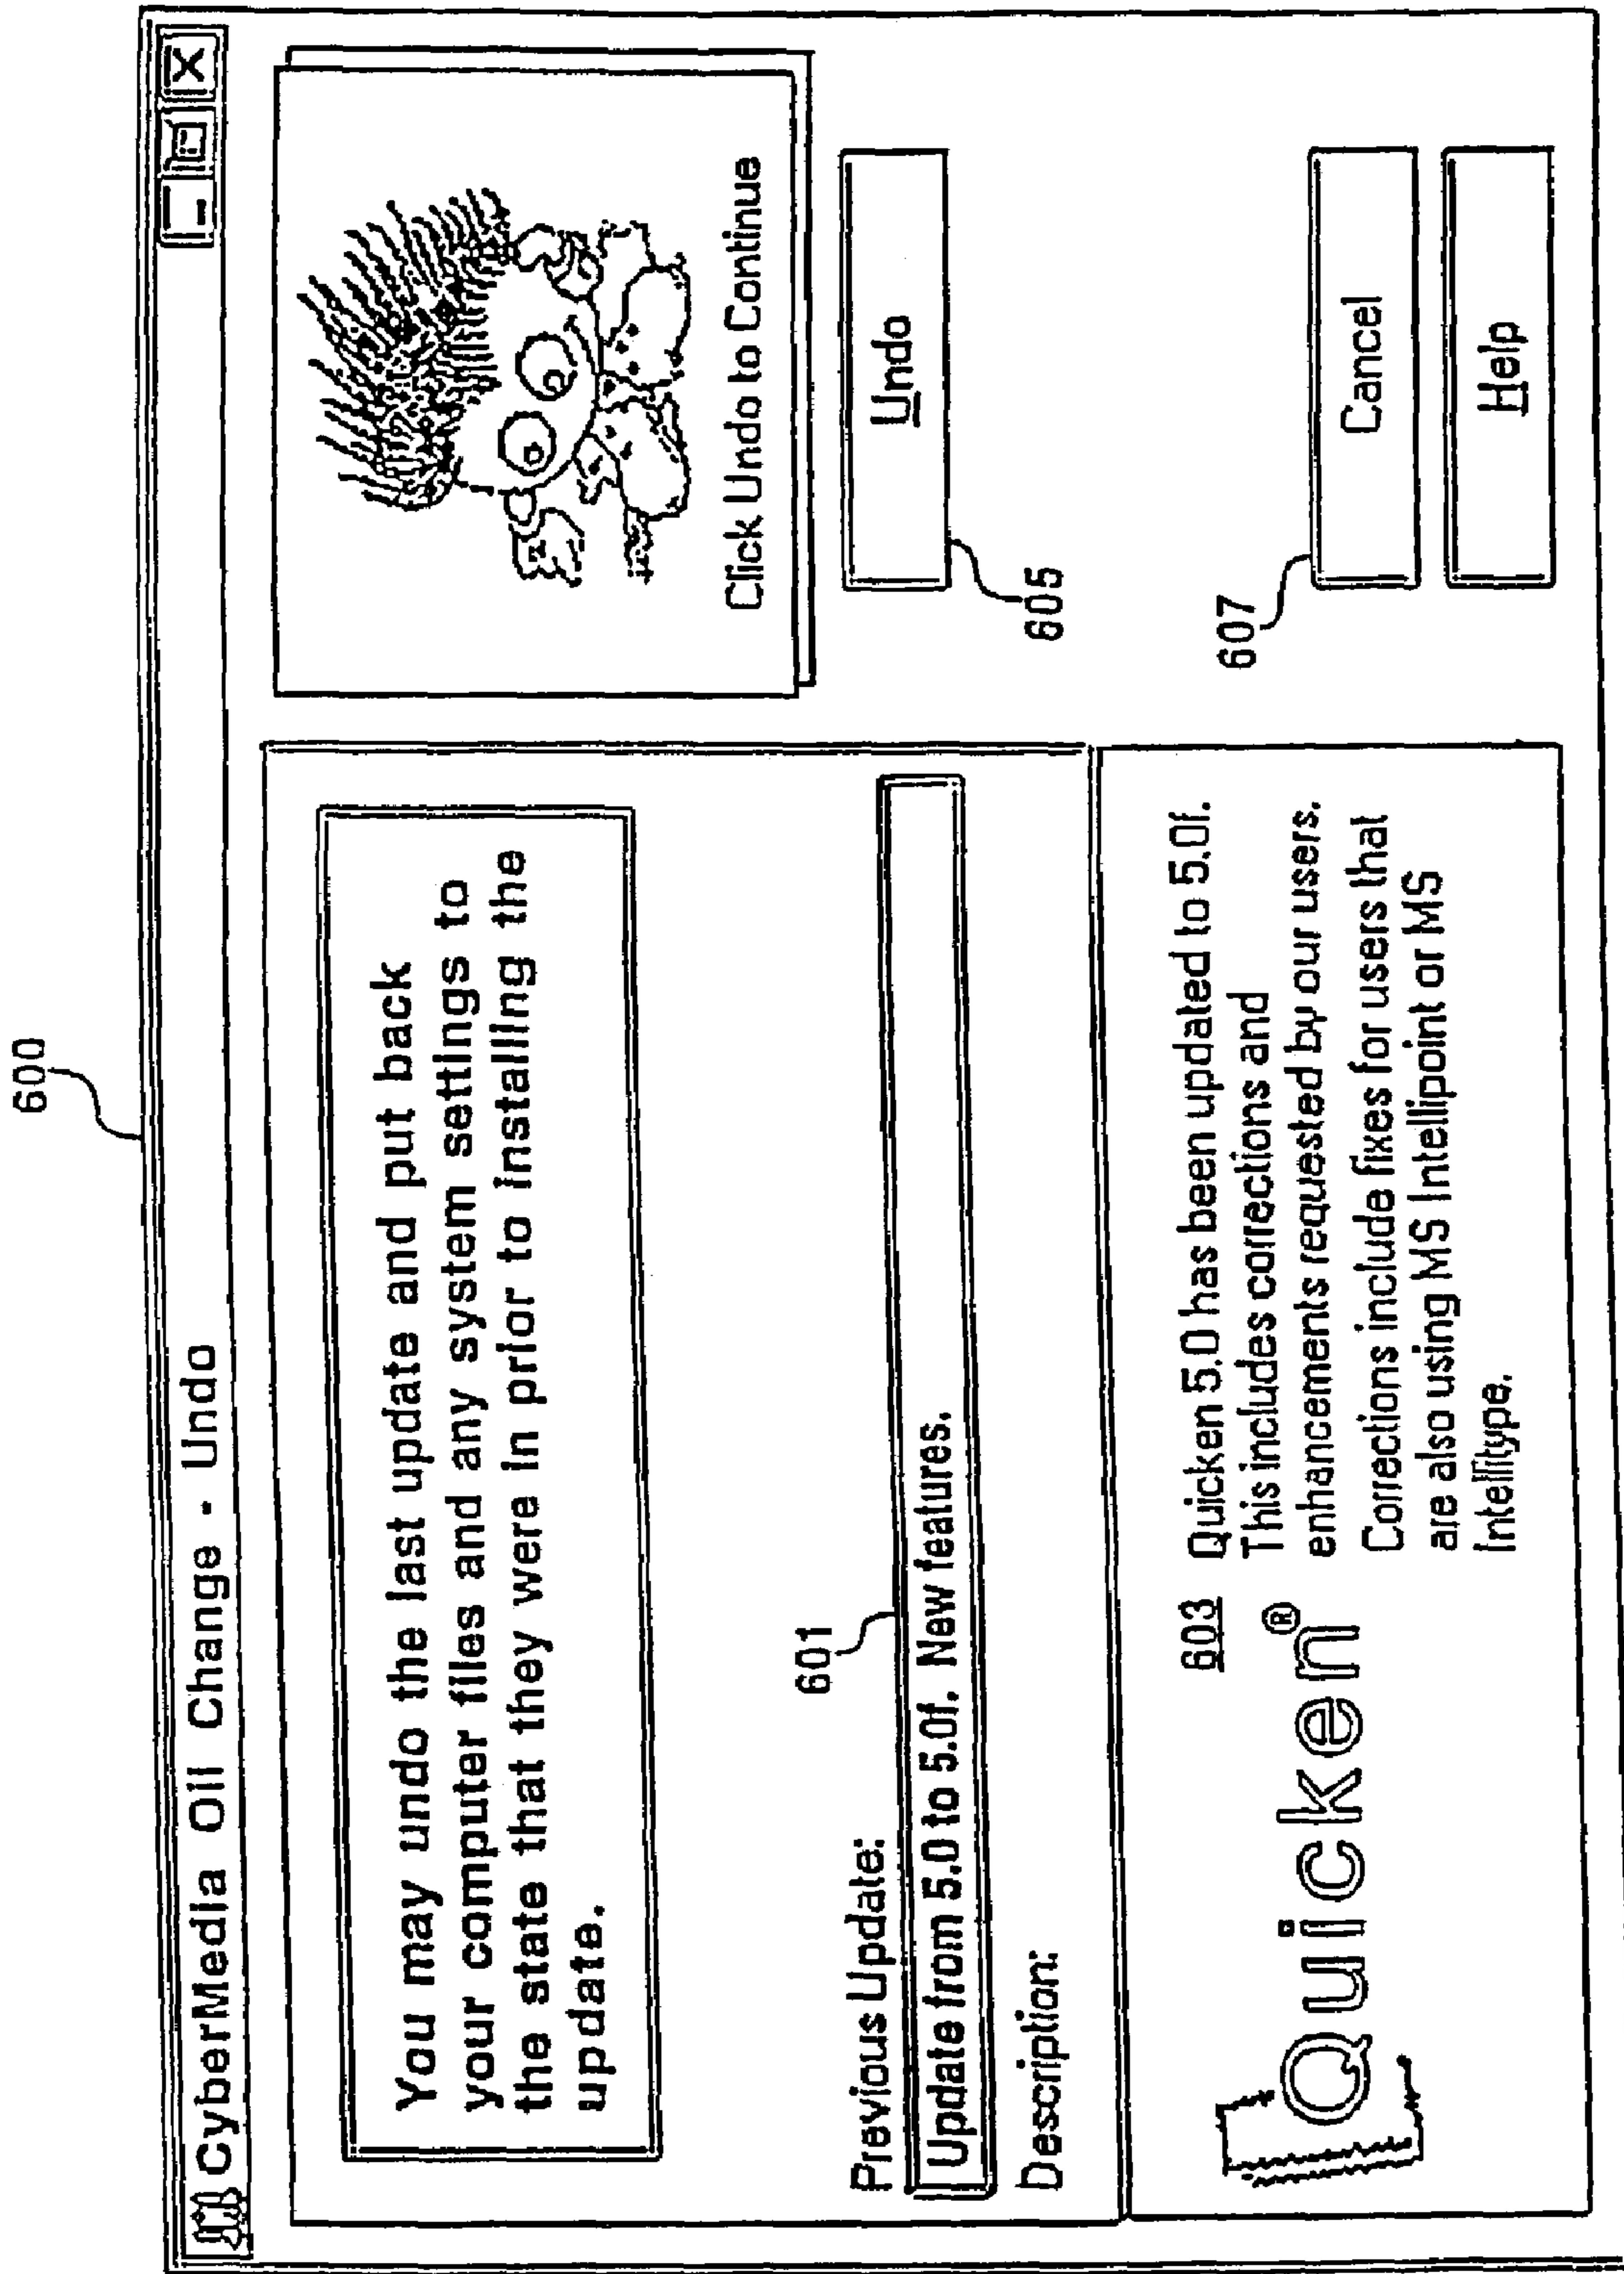 600
CyberMedia Oil Change - Undo
You may undo the last update and put back
your computer files and any system settings to
the state that they were in prior to installing the
update.
Click Undo to Continue
Undo
605
601
Previous Update:
Update from 5.0 to 5.0f. New features.
Description:
603
Quicken®
Quicken 5.0 has been updated to 5.0f.
This includes corrections and
enhancements requested by our users.
Corrections include fixes for users that
are also using MS Intellipoint or MS
Intellitype.
607
Cancel
Help